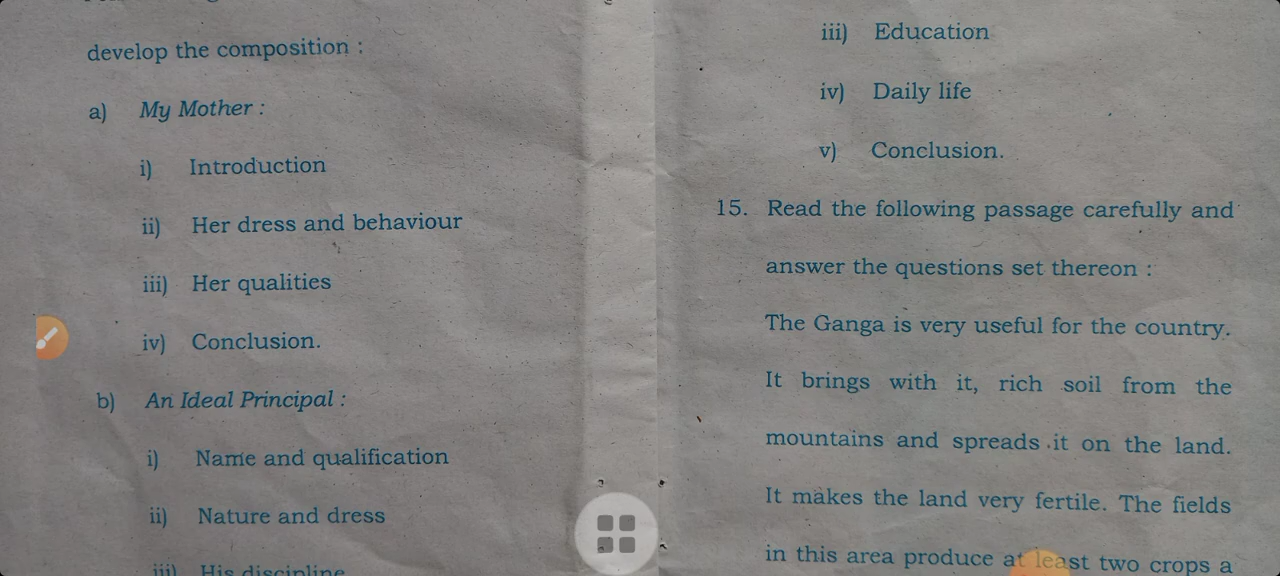 develop the composition :
a) My Mother :
i) Introduction
ii) Her dress and behaviour
iii) Her qualities
iv) Conclusion.
b) An Ideal Principal :
i) Name and qualification
ii) Nature and dress
iii) His discipline
iii) Education
iv) Daily life
v) Conclusion.
15. Read the following passage carefully and
answer the questions set thereon :
The Ganga is very useful for the country.
It brings with it, rich soil from the
mountains and spreads it on the land.
It makes the land very fertile. The fields
in this area produce at least two crops a